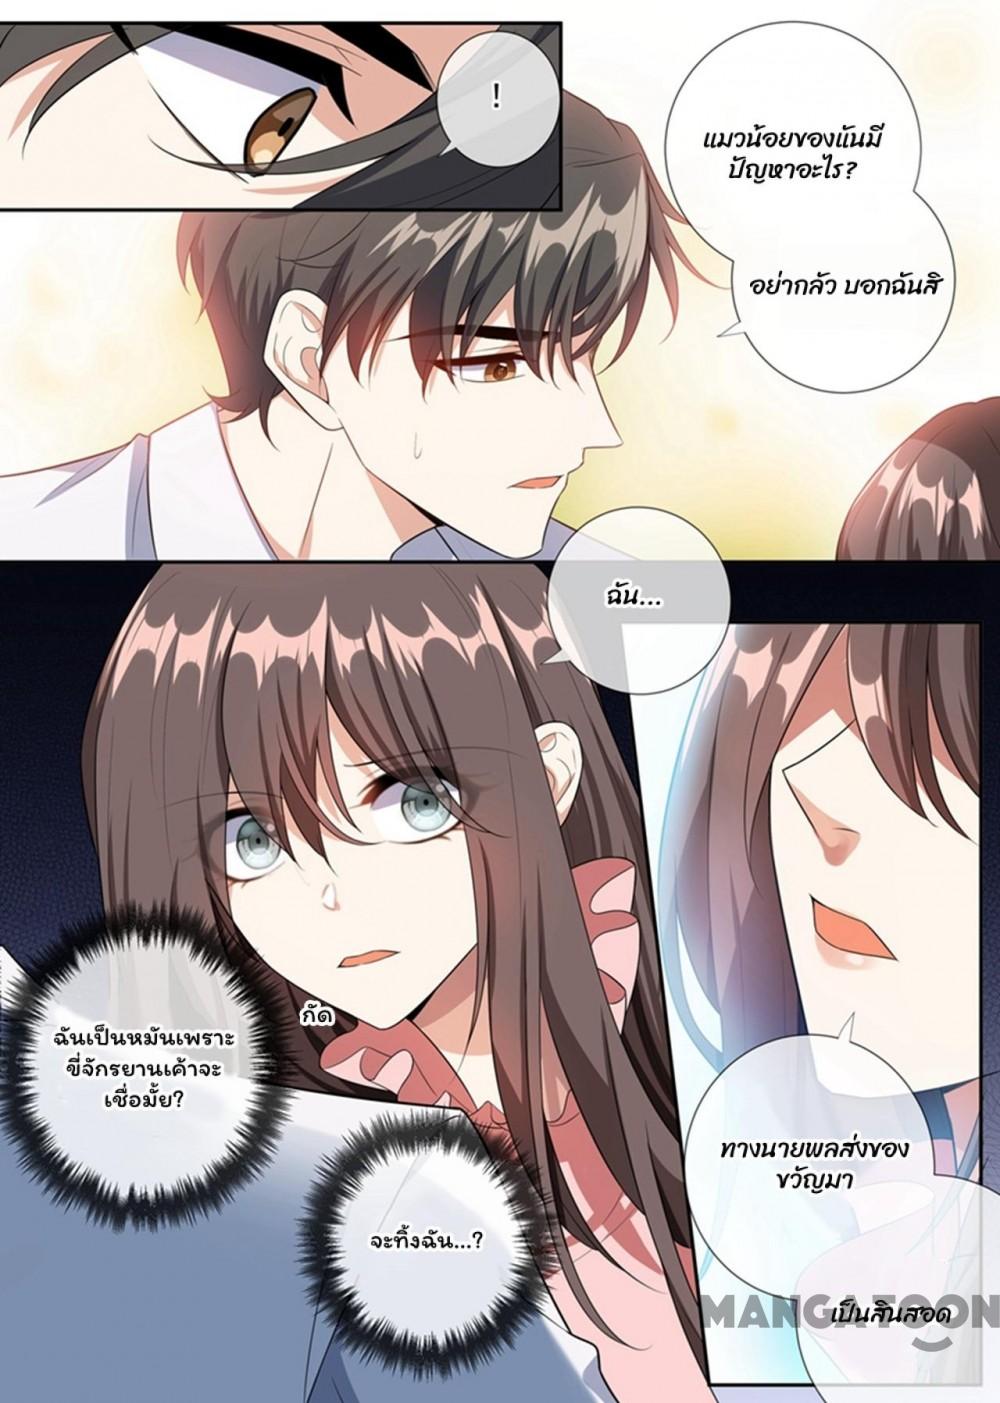 !
แมวน้อยของแันมี
ปัญหาอะไร?
อย่ากลัว บอกฉันสิ
ฉัน...
กัด
ฉันเป็นหมันเพราะ
ขี่จักรยานเค้าจะ
เชื่อมั้ย?
จะทิ้งฉัน...?
ทางนายพลส่งของ
ขวัญมา
เป็นสินสอด
MANGATOON